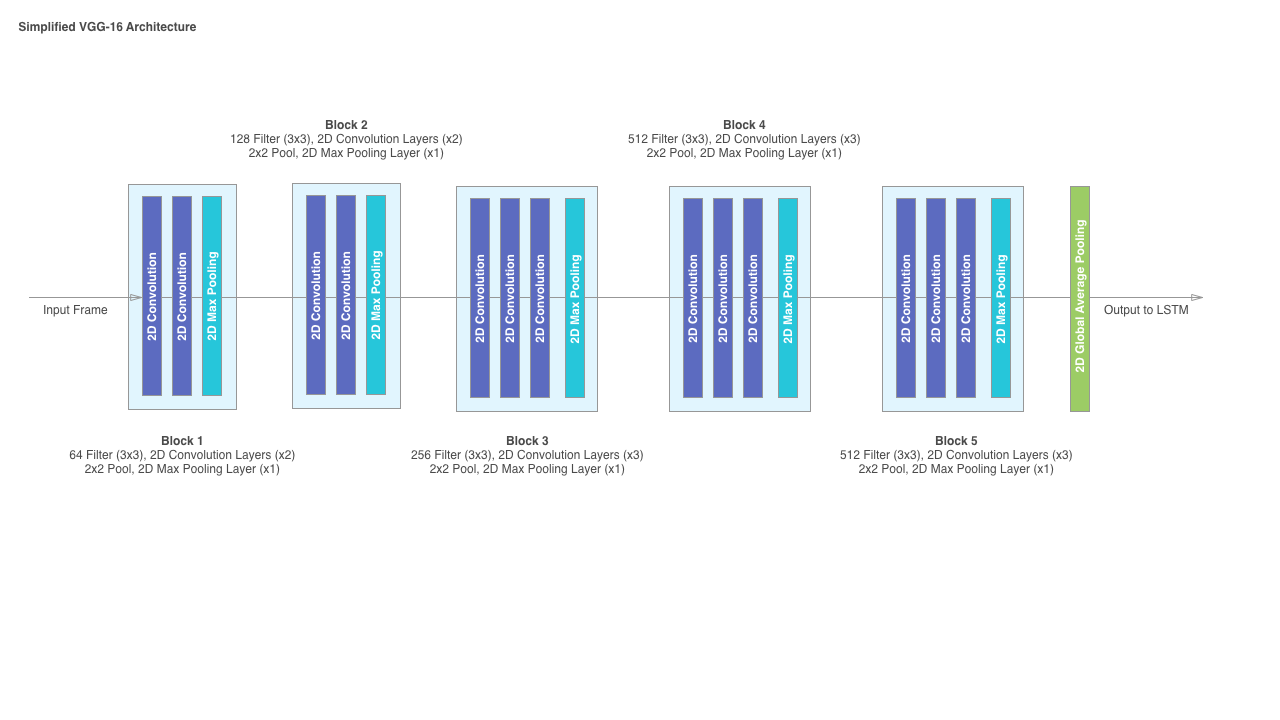 Simplified VGG-16 Architecture
Block 2
128 Filter (3x3), 2D Convolution Layers (x2)
2x2 Pool, 2D Max Pooling Layer (x1)
Block 4
512 Filter (3x3), 2D Convolution Layers (x3)
2x2 Pool, 2D Max Pooling Layer (x1)
Input Frame
2D Convolution
2D Convolution
2D Max Pooling
2D Convolution
2D Convolution
2D Max Pooling
2D Convolution
2D Convolution
2D Convolution
2D Max Pooling
2D Convolution
2D Convolution
2D Convolution
2D Max Pooling
2D Convolution
2D Convolution
2D Convolution
2D Max Pooling
2D Global Average Pooling
Output to LSTM
Block 1
64 Filter (3x3), 2D Convolution Layers (x2)
2x2 Pool, 2D Max Pooling Layer (x1)
Block 3
256 Filter (3x3), 2D Convolution Layers (x3)
2x2 Pool, 2D Max Pooling Layer (x1)
Block 5
512 Filter (3x3), 2D Convolution Layers (x3)
2x2 Pool, 2D Max Pooling Layer (x1)